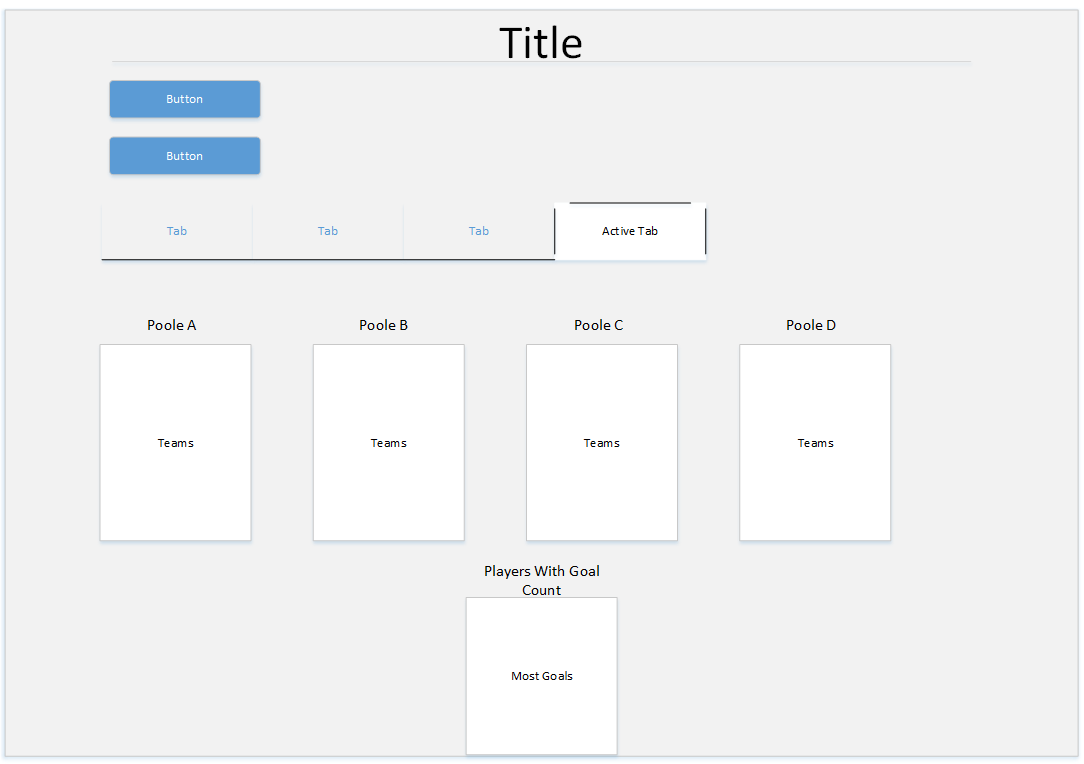 Title
Button
Button
Tab Tab Tab Active Tab
Poole A Poole B Poole C Poole D
Teams Teams Teams Teams
Players With Goal
Count
Most Goals